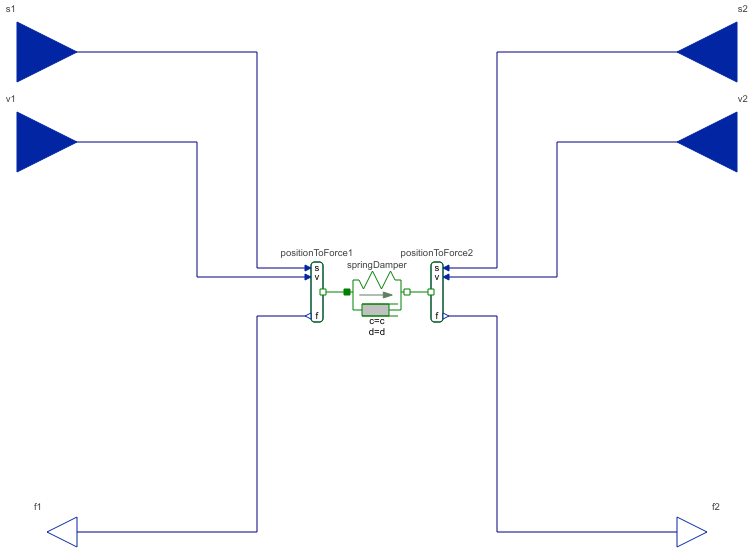 s1
s2
v1
v2
positionToForce1
positionToForce2
springDamper
s
v
f
s
v
f
c=c
d=d
f1
f2